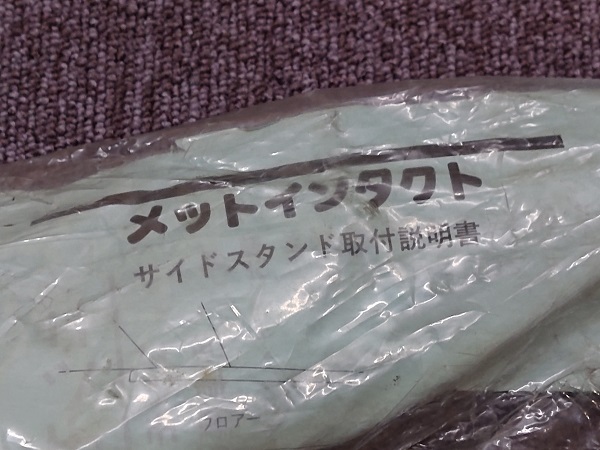 メットインタクト
サイドスタンド取付説明書
フロアー